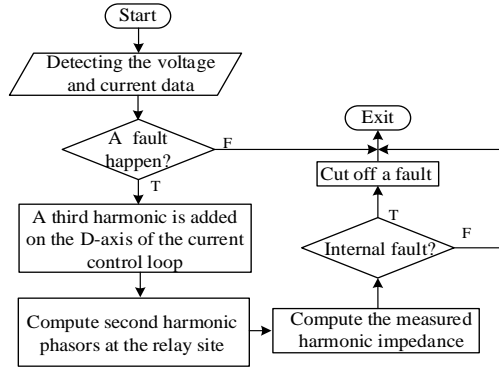 Start
Detecting the voltage
and current data
A fault
happen?
F
T
A third harmonic is added
on the D-axis of the current
control loop
Compute second harmonic
phasors at the relay site
Compute the measured
harmonic impedance
Internal fault?
F
T
Cut off a fault
Exit